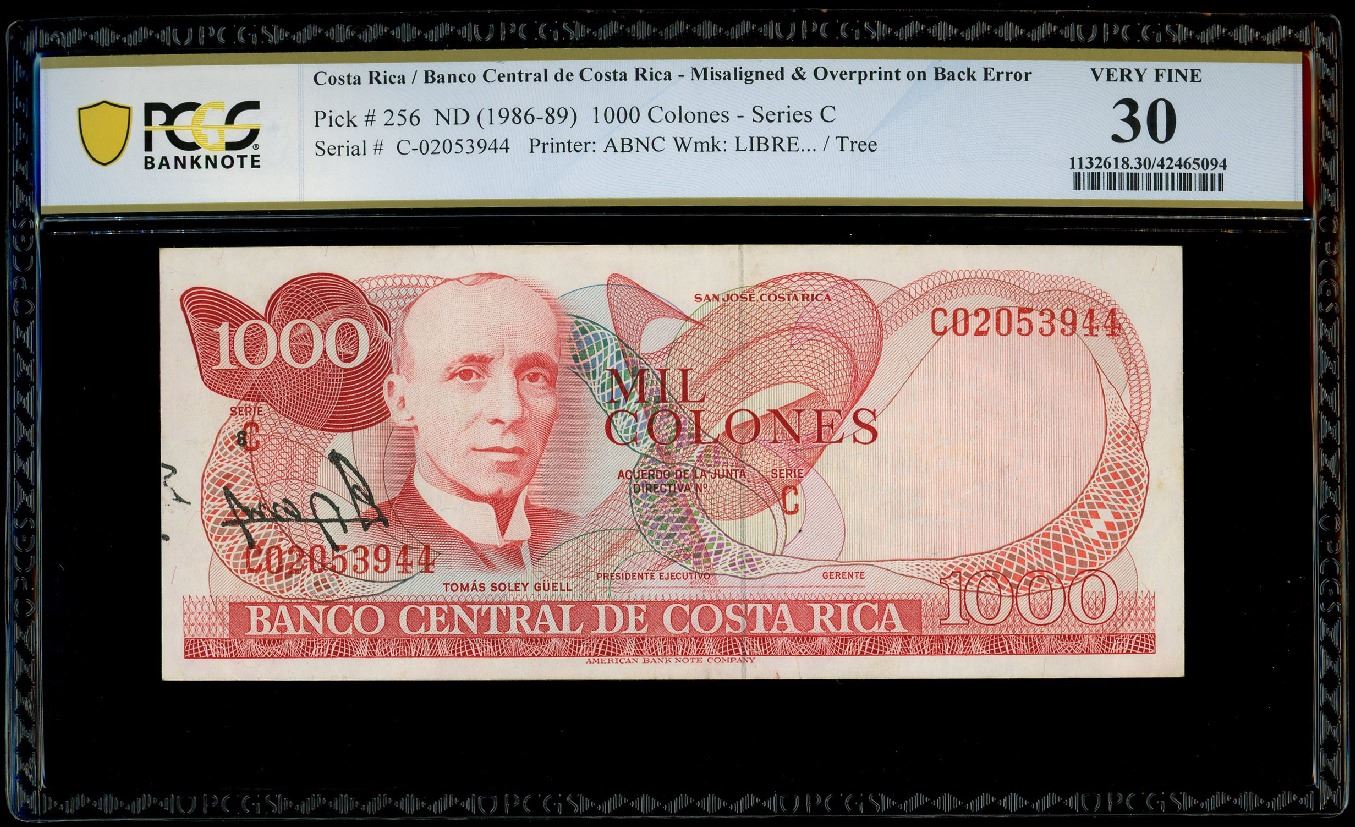 Costa Rica / Banco Central de Costa Rica - Misaligned & Overprint on Back Error
Pick # 256 ND (1986-89) 1000 Colones - Series C
Serial # C-02053944 Printer: ABNC Wmk: LIBRE... / Tree
VERY FINE
30
1132618.30/42465094
PCGS
BANKNOTE
1000
SAN JOSE, COSTA RICA
C02053944
MIL
COLONES
SERIE
C
ACUERDO DE LA JUNTA
DIRECTIVA Nº
SERIE
C
C02053944
TOMÁS SOLEY GÜELL
PRESIDENTE EJECUTIVO
GERENTE
BANCO CENTRAL DE COSTA RICA
1000
AMERICAN BANK NOTE COMPANY